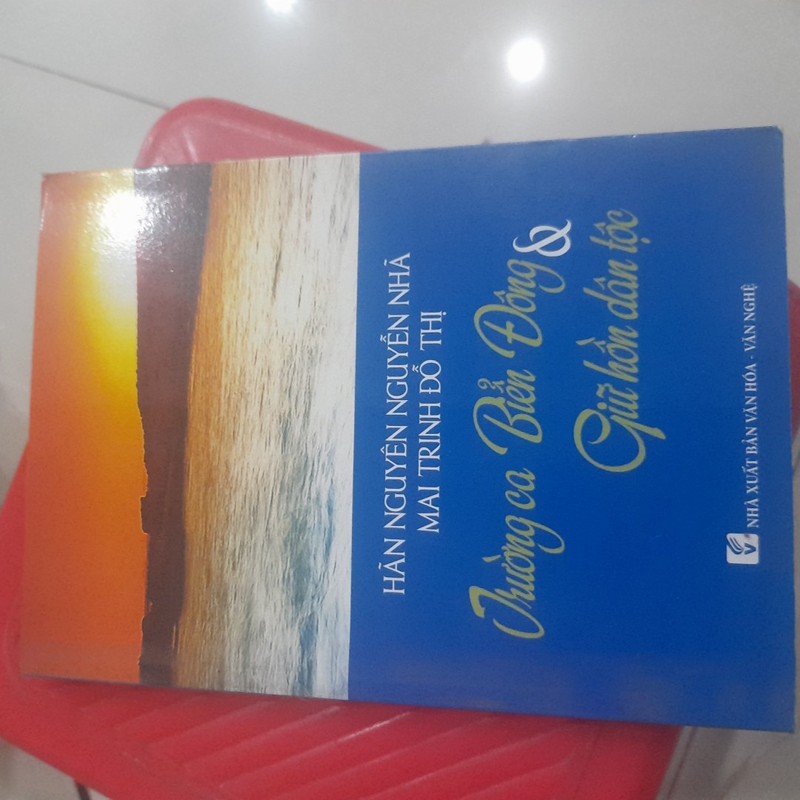 HÃN NGUYÊN NGUYỄN NHÃ
MAI TRINH ĐỖ THỊ
Trường ca Biển Đông
&
Giữ hồn dân tộc
NHÀ XUẤT BẢN VĂN HÓA - VĂN NGHỆ